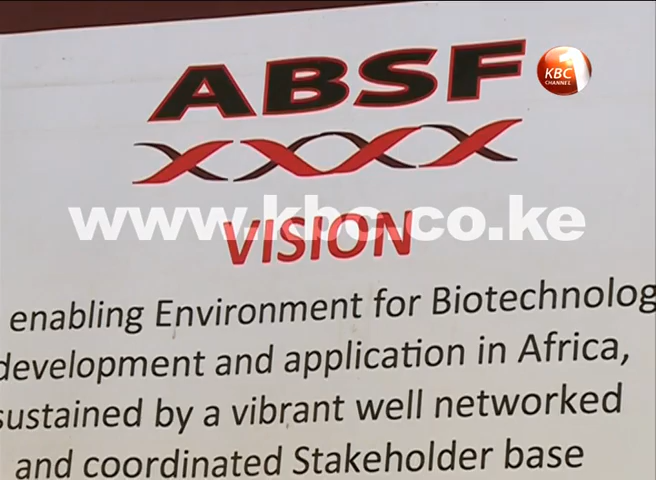 ABSF
KBC
CHANNEL 1
VISION
www.kbc.co.ke
enabling Environment for Biotechnolog
development and application in Africa,
sustained by a vibrant well networked
and coordinated Stakeholder base